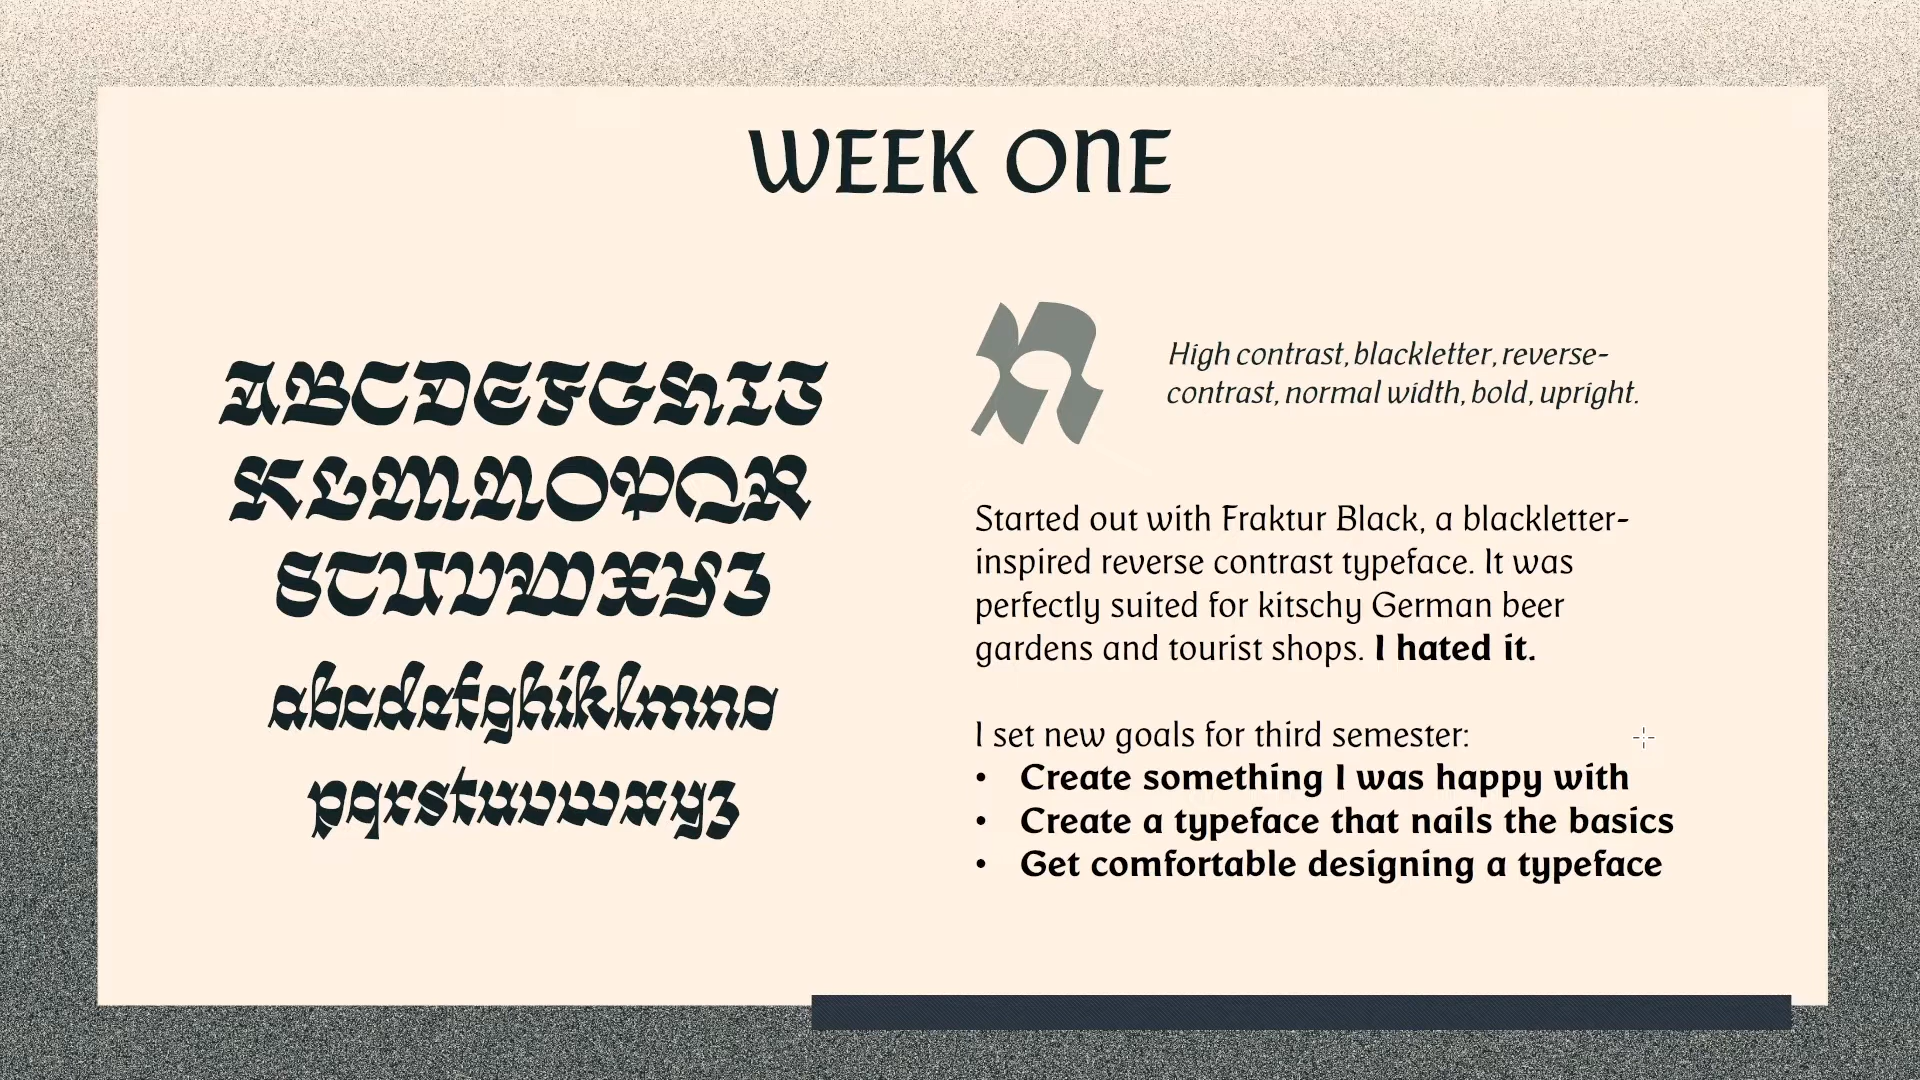 WEEK ONE
ABCDEFGHIJ
KLMNOPQR
STUVWXYZ
abcdefghiklmno
pqrstuvwxyz
n
High contrast, blackletter, reverse-
contrast, normal width, bold, upright.
Started out with Fraktur Black, a blackletter-
inspired reverse contrast typeface. It was
perfectly suited for kitschy German beer
gardens and tourist shops. I hated it.
I set new goals for third semester:
• Create something I was happy with
• Create a typeface that nails the basics
• Get comfortable designing a typeface